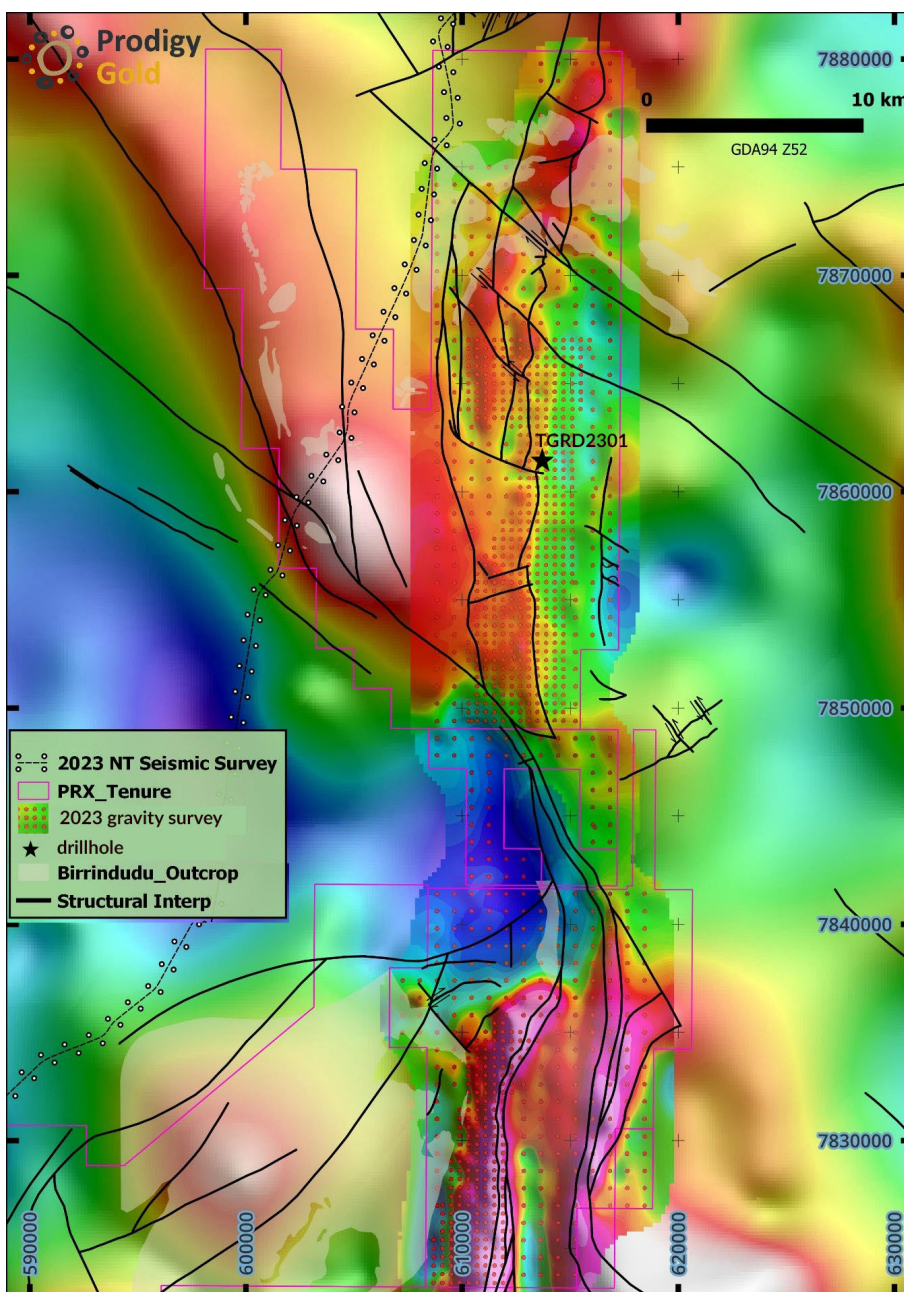 Prodigy
Gold
0 10 km
GDA94 Z52
7880000
7870000
TGRD2301
7860000
7850000
2023 NT Seismic Survey
PRX_Tenure
2023 gravity survey
drillhole
Birrindudu_Outcrop
Structural Interp
7840000
7830000
590000
600000
610000
620000
630000